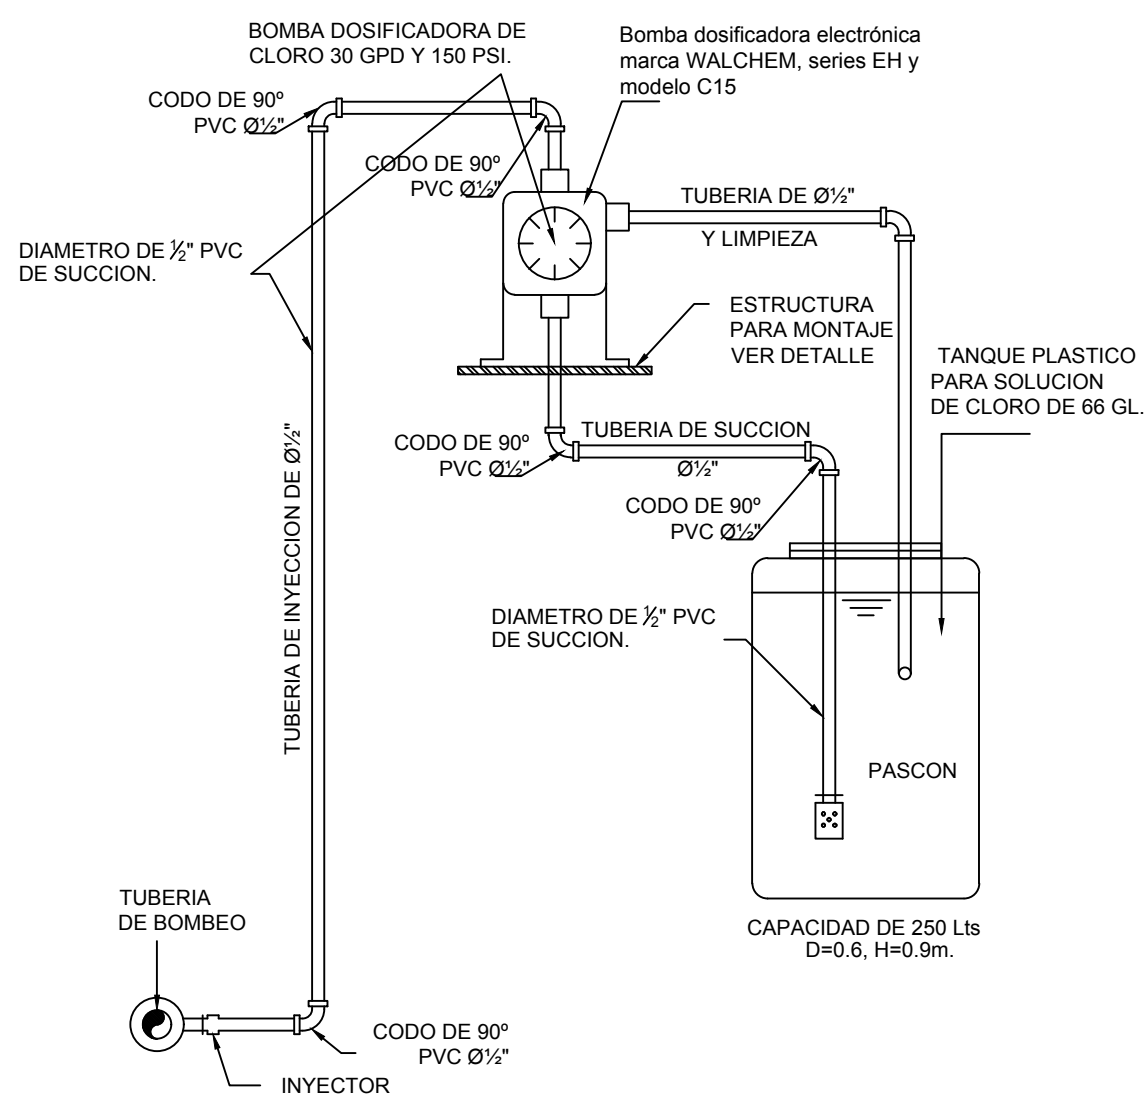 BOMBA DOSIFICADORA DE
CLORO 30 GPD Y 150 PSI.
Bomba dosificadora electrónica
marca WALCHEM, series EH y
modelo C15
CODO DE 90º
PVC Ø½"
CODO DE 90º
PVC Ø½"
TUBERIA DE Ø½"
Y LIMPIEZA
DIAMETRO DE ½" PVC
DE SUCCION.
ESTRUCTURA
PARA MONTAJE
VER DETALLE
TANQUE PLASTICO
PARA SOLUCION
DE CLORO DE 66 GL.
CODO DE 90º
PVC Ø½"
TUBERIA DE SUCCION
Ø½"
CODO DE 90º
PVC Ø½"
TUBERIA DE INYECCION DE Ø½"
DIAMETRO DE ½" PVC
DE SUCCION.
PASCON
TUBERIA
DE BOMBEO
CAPACIDAD DE 250 Lts
D=0.6, H=0.9m.
CODO DE 90º
PVC Ø½"
INYECTOR